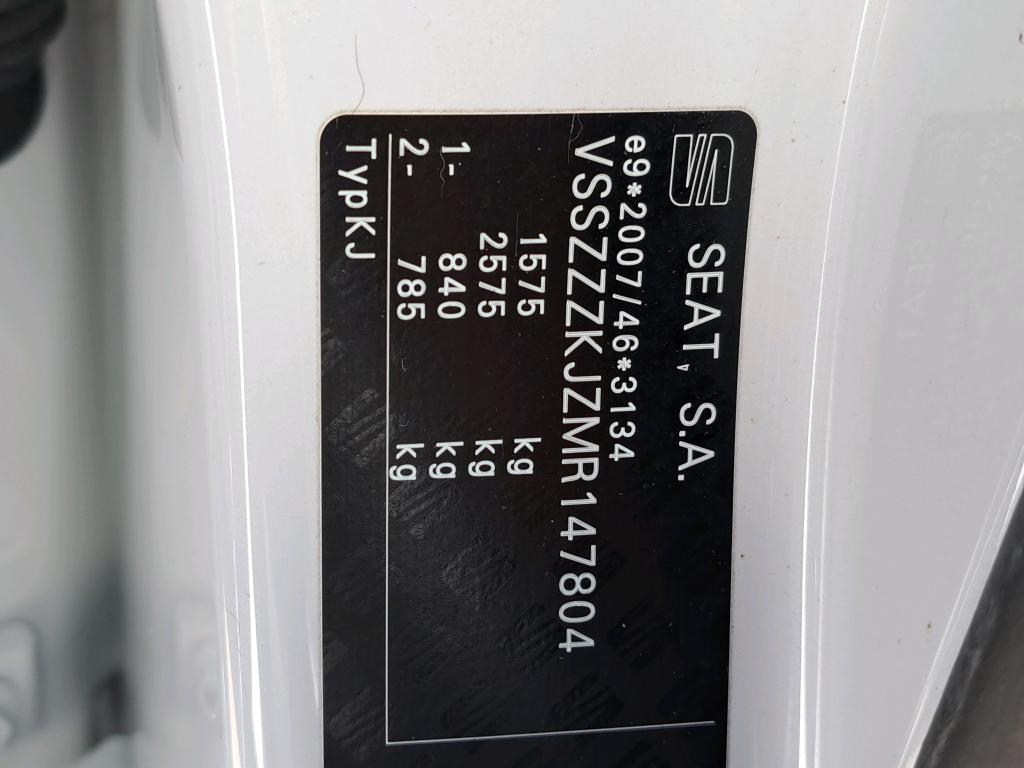 SEAT, S.A.
e9*2007/46*3134
VSSZZZKJZMR147804
1575 kg
2575 kg
1- 840 kg
2- 785 kg
TypKJ